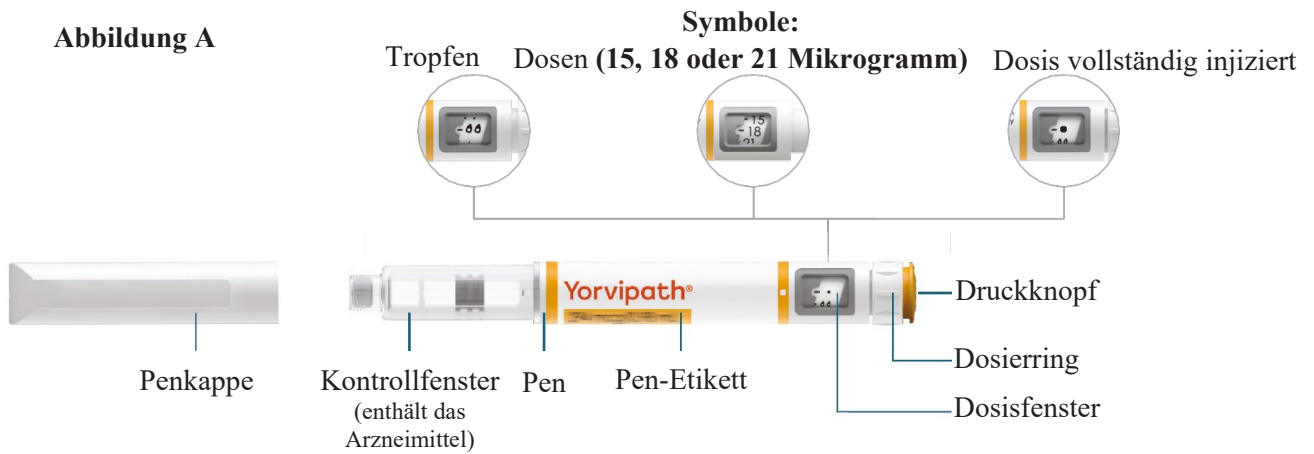 Abbildung A
Symbole:
Tropfen
Dosen (15, 18 oder 21 Mikrogramm)
Dosis vollständig injiziert
-15
-18
21
Yorvipath®
Druckknopf
Dosierring
Dosisfenster
Penkappe
Kontrollfenster
(enthält das
Arzneimittel)
Pen
Pen-Etikett